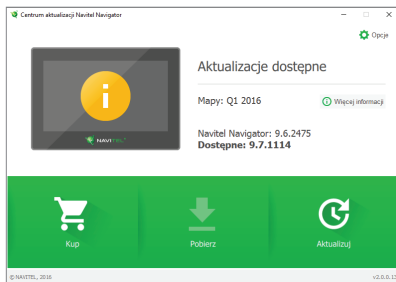 Centrum aktualizacji Navitel Navigator
Opcje
Aktualizacje dostępne
Mapy: Q1 2016
Więcej informacji
NAVITEL
Navitel Navigator: 9.6.2475
Dostępne: 9.7.1114
Kup
Pobierz
Aktualizuj
© NAVITEL, 2016